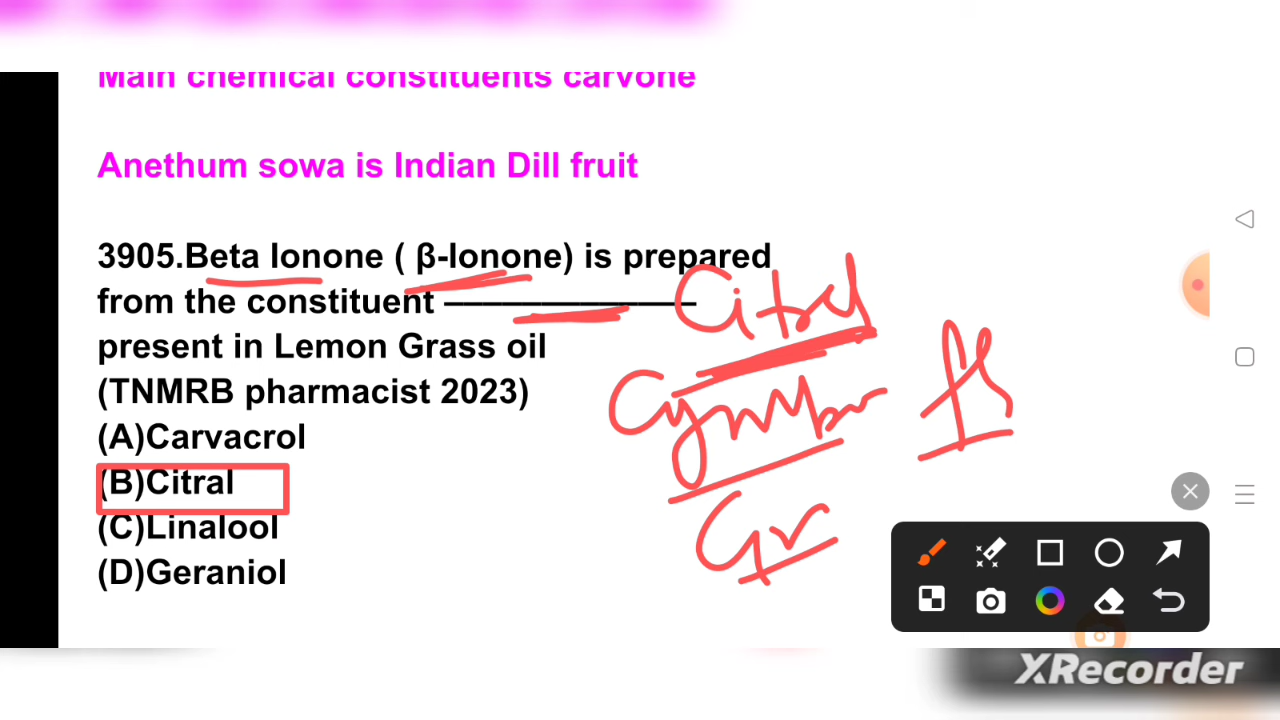 Main chemical constituents carvone
Anethum sowa is Indian Dill fruit
3905.Beta Ionone ( β-Ionone) is prepared
from the constituent ——————— Citral
present in Lemon Grass oil
(TNMRB pharmacist 2023)
(A)Carvacrol
(B)Citral
(C)Linalool
(D)Geraniol
XRecorder